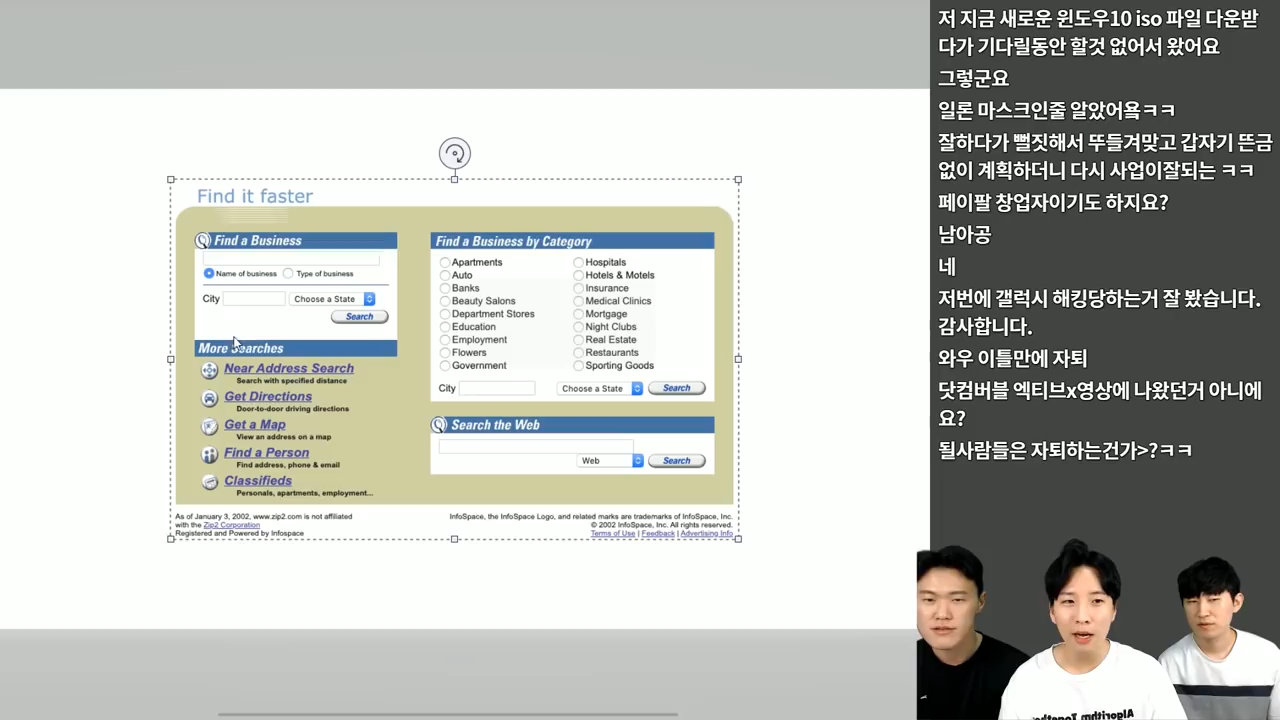 Find it faster
Find a Business
Name of business
Type of business
City
Choose a State
Search
More Searches
Near Address Search
Search with specified distance
Get Directions
Door-to-door driving directions
Get a Map
View an address on a map
Find a Person
Find address, phone & email
Classifieds
Personals, apartments, employment...
Find a Business by Category
Apartments
Auto
Banks
Beauty Salons
Department Stores
Education
Employment
Flowers
Government
Hospitals
Hotels & Motels
Insurance
Medical Clinics
Mortgage
Night Clubs
Real Estate
Restaurants
Sporting Goods
City
Choose a State
Search
Search the Web
Web
Search
As of January 3, 2002, www.zip2.com is not affiliated
with the Zip2 Corporation
Registered and Powered by Infospace
InfoSpace, the InfoSpace Logo, and related marks are trademarks of InfoSpace, Inc.
© 2002 InfoSpace, Inc. All rights reserved.
Terms of Use | Feedback | Advertising Info
저 지금 새로운 윈도우10 iso 파일 다운받
다가 기다릴동안 할것 없어서 왔어요
그렇군요
일론 마스크인줄 알았어욬ㅋㅋ
잘하다가 뻘짓해서 뚜들겨맞고 갑자기 뜬금
없이 계획하더니 다시 사업이잘되는 ㅋㅋ
페이팔 창업자이기도 하지요?
남아공
네
저번에 갤럭시 해킹당하는거 잘 봤습니다.
감사합니다.
와우 이틀만에 자퇴
닷컴버블 엑티브x영상에 나왔던거 아니에
요?
될사람들은 자퇴하는건가>?ㅋㅋ
Algorithm Together